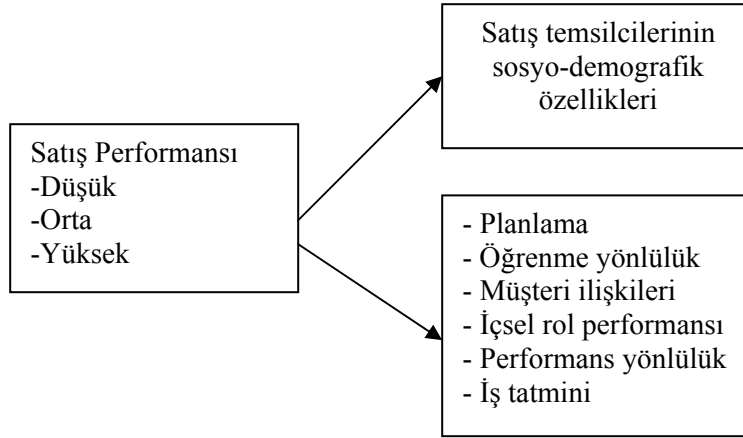 Satış temsilcilerinin
sosyo-demografik
özellikleri
Satış Performansı
-Düşük
-Orta
-Yüksek
- Planlama
- Öğrenme yönlülük
- Müşteri ilişkileri
- İçsel rol performansı
- Performans yönlülük
- İş tatmini